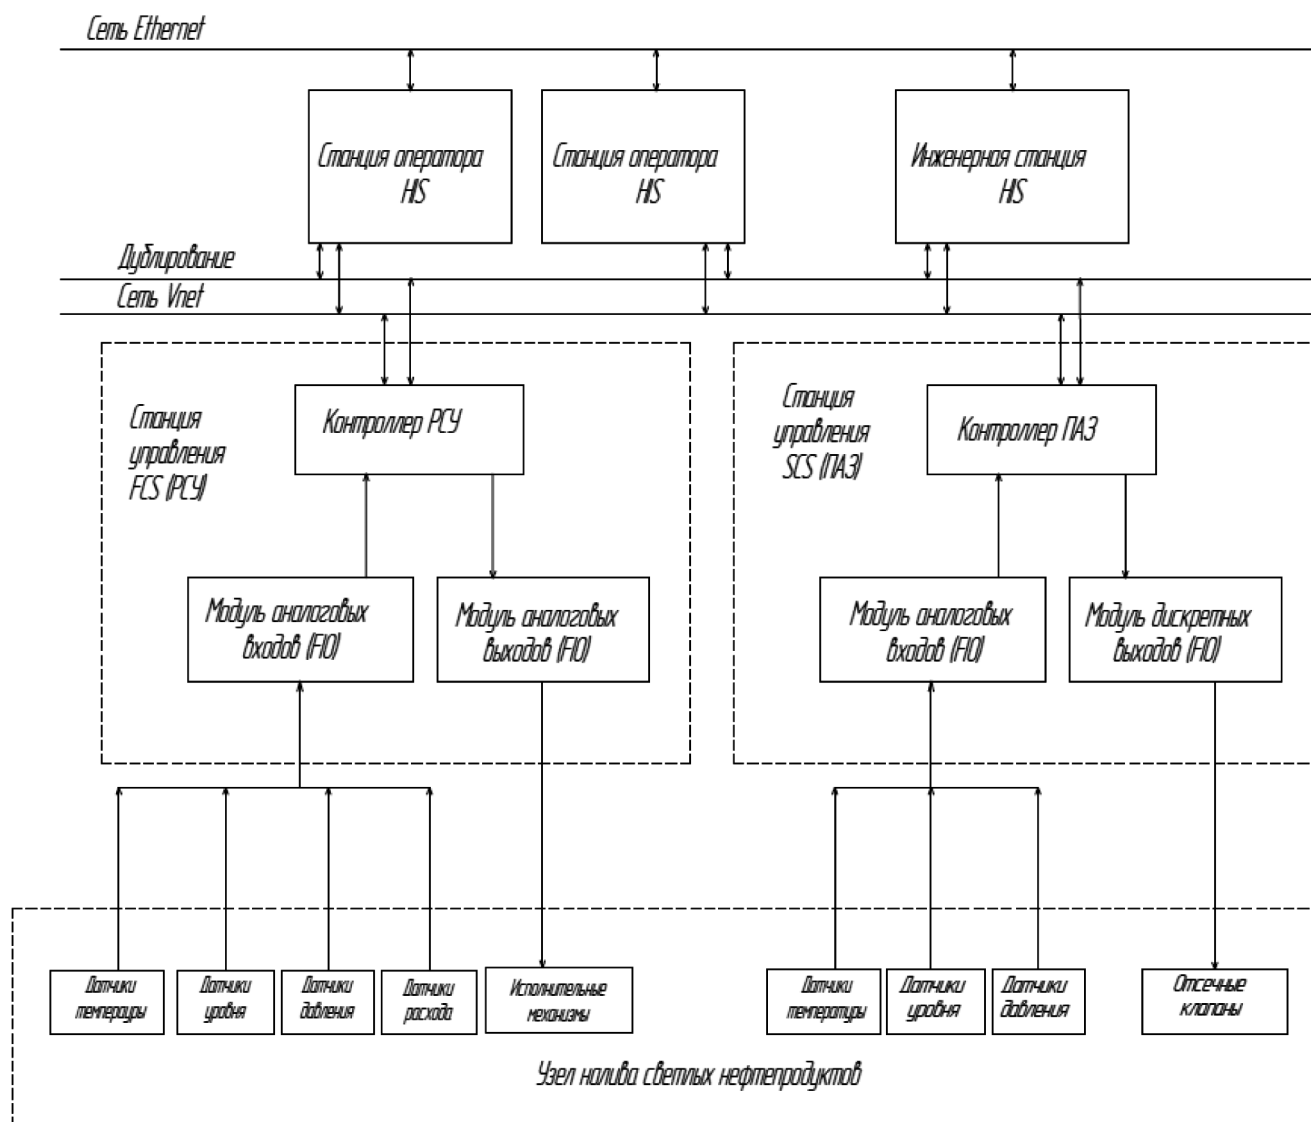 Сеть Ethernet
Станция оператора
HIS
Станция оператора
HIS
Инженерная станция
HIS
Дублирование
Сеть Vnet
Станция
управления
FCS (РСУ)
Контроллер РСУ
Модуль аналоговых
входов (FIO)
Модуль аналоговых
выходов (FIO)
Станция
управления
SCS (ПАЗ)
Контроллер ПАЗ
Модуль аналоговых
входов (FIO)
Модуль дискретных
выходов (FIO)
Датчики
темперауры
Датчики
уровня
Датчики
давления
Датчики
расхода
Исполнительные
механизмы
Датчики
температуры
Датчики
уровня
Датчики
давления
Отсечные
клапаны
Узел налива светлых нефтепродуктов